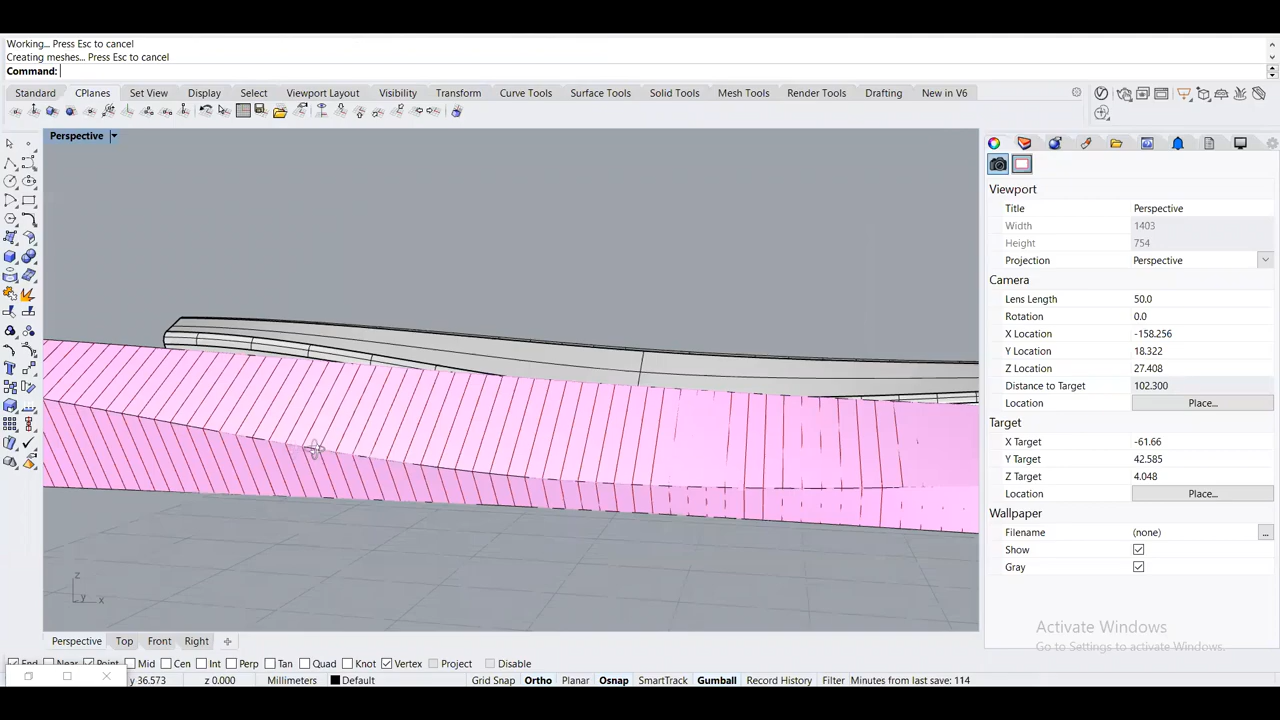 Working... Press Esc to cancel
Creating meshes... Press Esc to cancel
Command:
Standard CPlanes Set View Display Select Viewport Layout Visibility Transform Curve Tools Surface Tools Solid Tools Mesh Tools Render Tools Drafting New in V6
Perspective
Viewport
Title Perspective
Width 1403
Height 754
Projection Perspective
Camera
Lens Length 50.0
Rotation 0.0
X Location -158.256
Y Location 18.322
Z Location 27.408
Distance to Target 102.300
Location Place...
Target
X Target -61.66
Y Target 42.585
Z Target 4.048
Location Place...
Wallpaper
Filename (none) ...
Show
Gray
z
y x
Activate Windows
Go to Settings to activate Windows.
Perspective Top Front Right
End Near Point Mid Cen Int Perp Tan Quad Knot Vertex Project Disable
y 36.573 z 0.000 Millimeters Default Grid Snap Ortho Planar Osnap SmartTrack Gumball Record History Filter Minutes from last save: 114